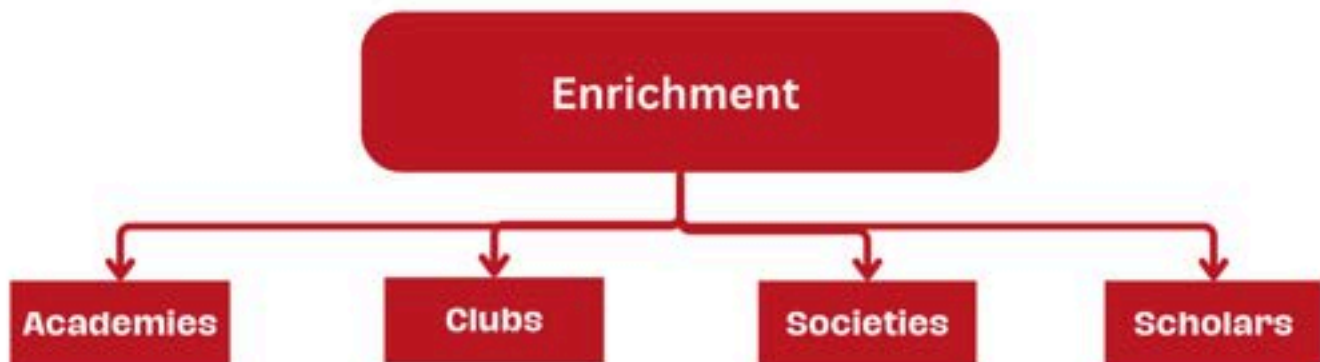 Enrichment
Academies
Clubs
Societies
Scholars